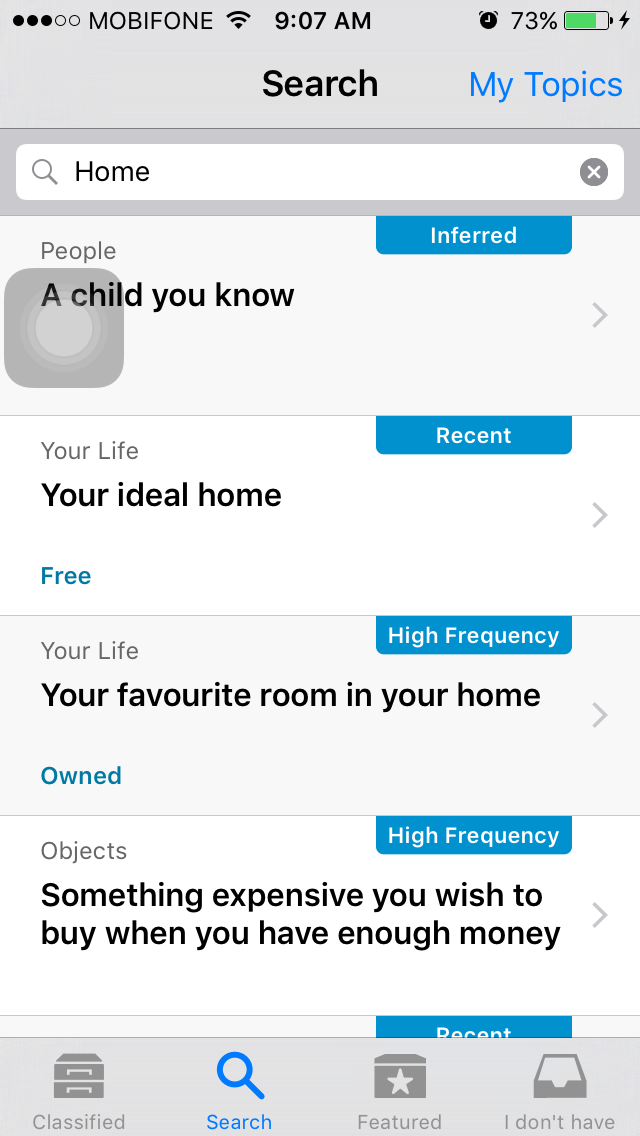 MOBIFONE 9:07 AM 73%
Search My Topics
Home
People Inferred
A child you know
Your Life Recent
Your ideal home
Free
Your Life High Frequency
Your favourite room in your home
Owned
Objects High Frequency
Something expensive you wish to
buy when you have enough money
Recent
Classified Search Featured I don't have